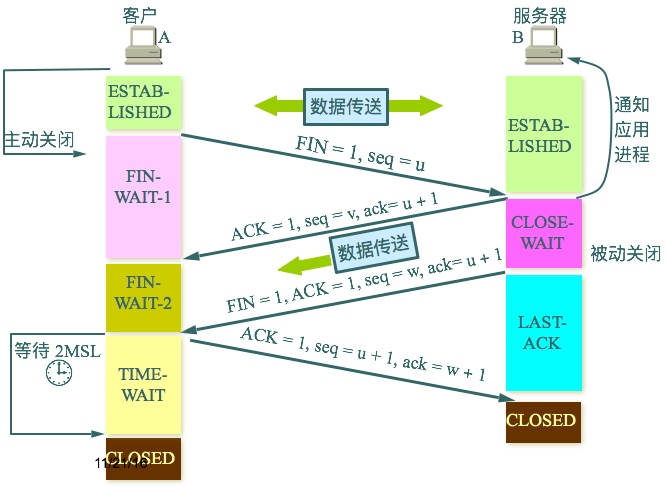 客户
A
服务器
B
ESTAB-
LISHED
数据传送
ESTAB-
LISHED
通知
应用
进程
主动关闭
FIN = 1, seq = u
FIN-
WAIT-1
ACK = 1, seq = v, ack= u + 1
CLOSE-
WAIT
数据传送
被动关闭
FIN-
WAIT-2
FIN = 1, ACK = 1, seq = w, ack= u + 1
LAST-
ACK
ACK = 1, seq = u + 1, ack = w + 1
等待 2MSL
TIME-
WAIT
CLOSED
CLOSED
11/21/16